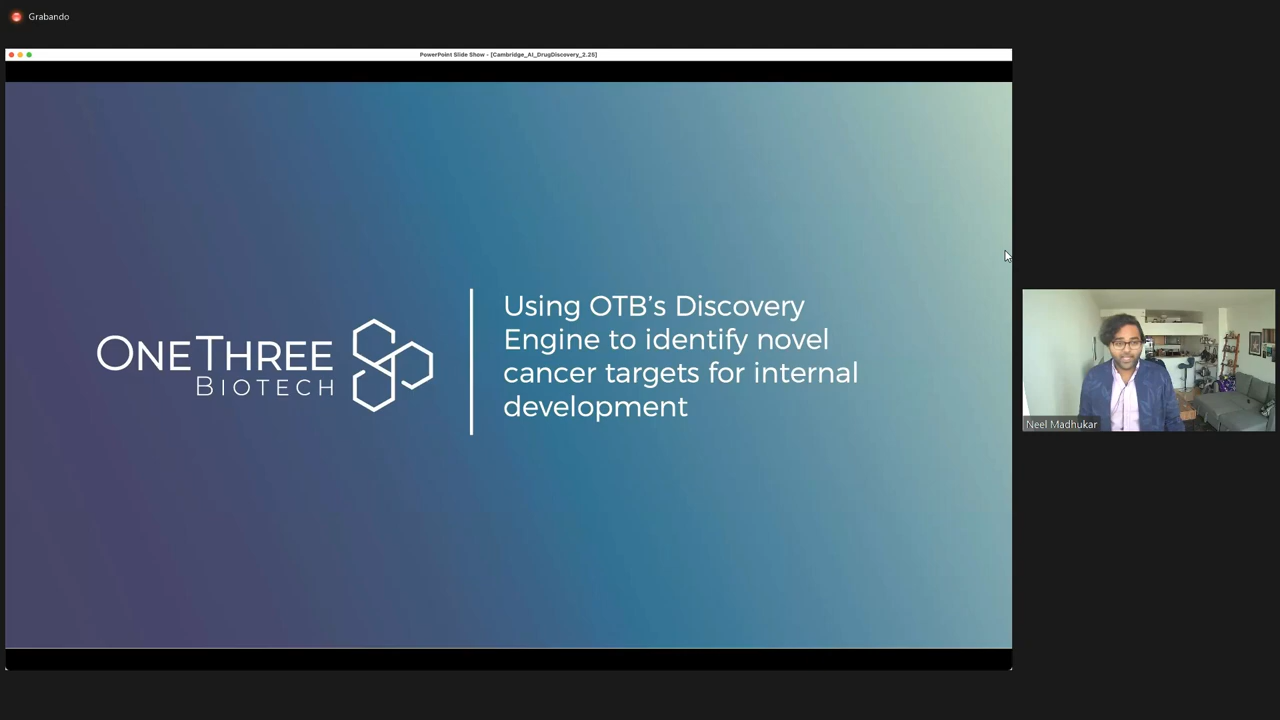 Grabando
PowerPoint Slide Show - [Cambridge_AI_DrugDiscovery_2.25]
ONETHREE
BIOTECH
Using OTB’s Discovery
Engine to identify novel
cancer targets for internal
development
Neel Madhukar